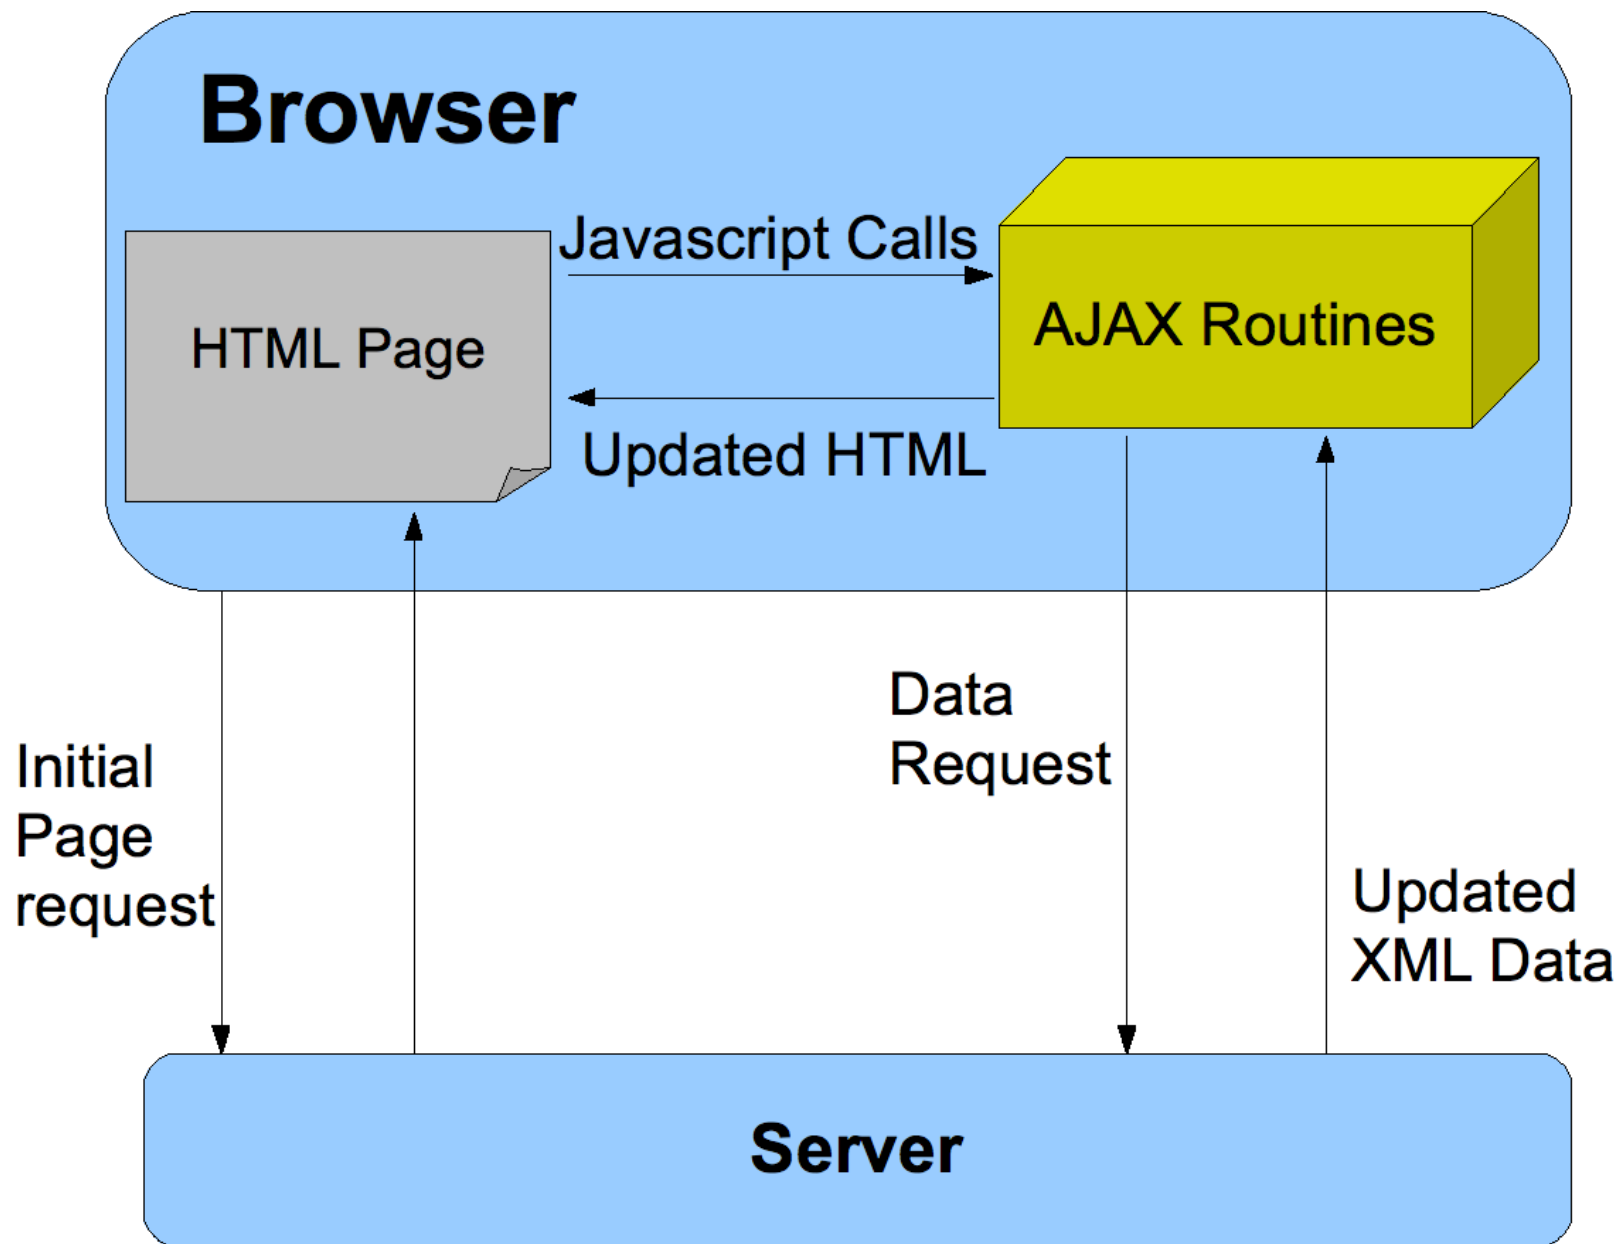 Browser
Javascript Calls
HTML Page
AJAX Routines
Updated HTML
Initial
Page
request
Data
Request
Updated
XML Data
Server